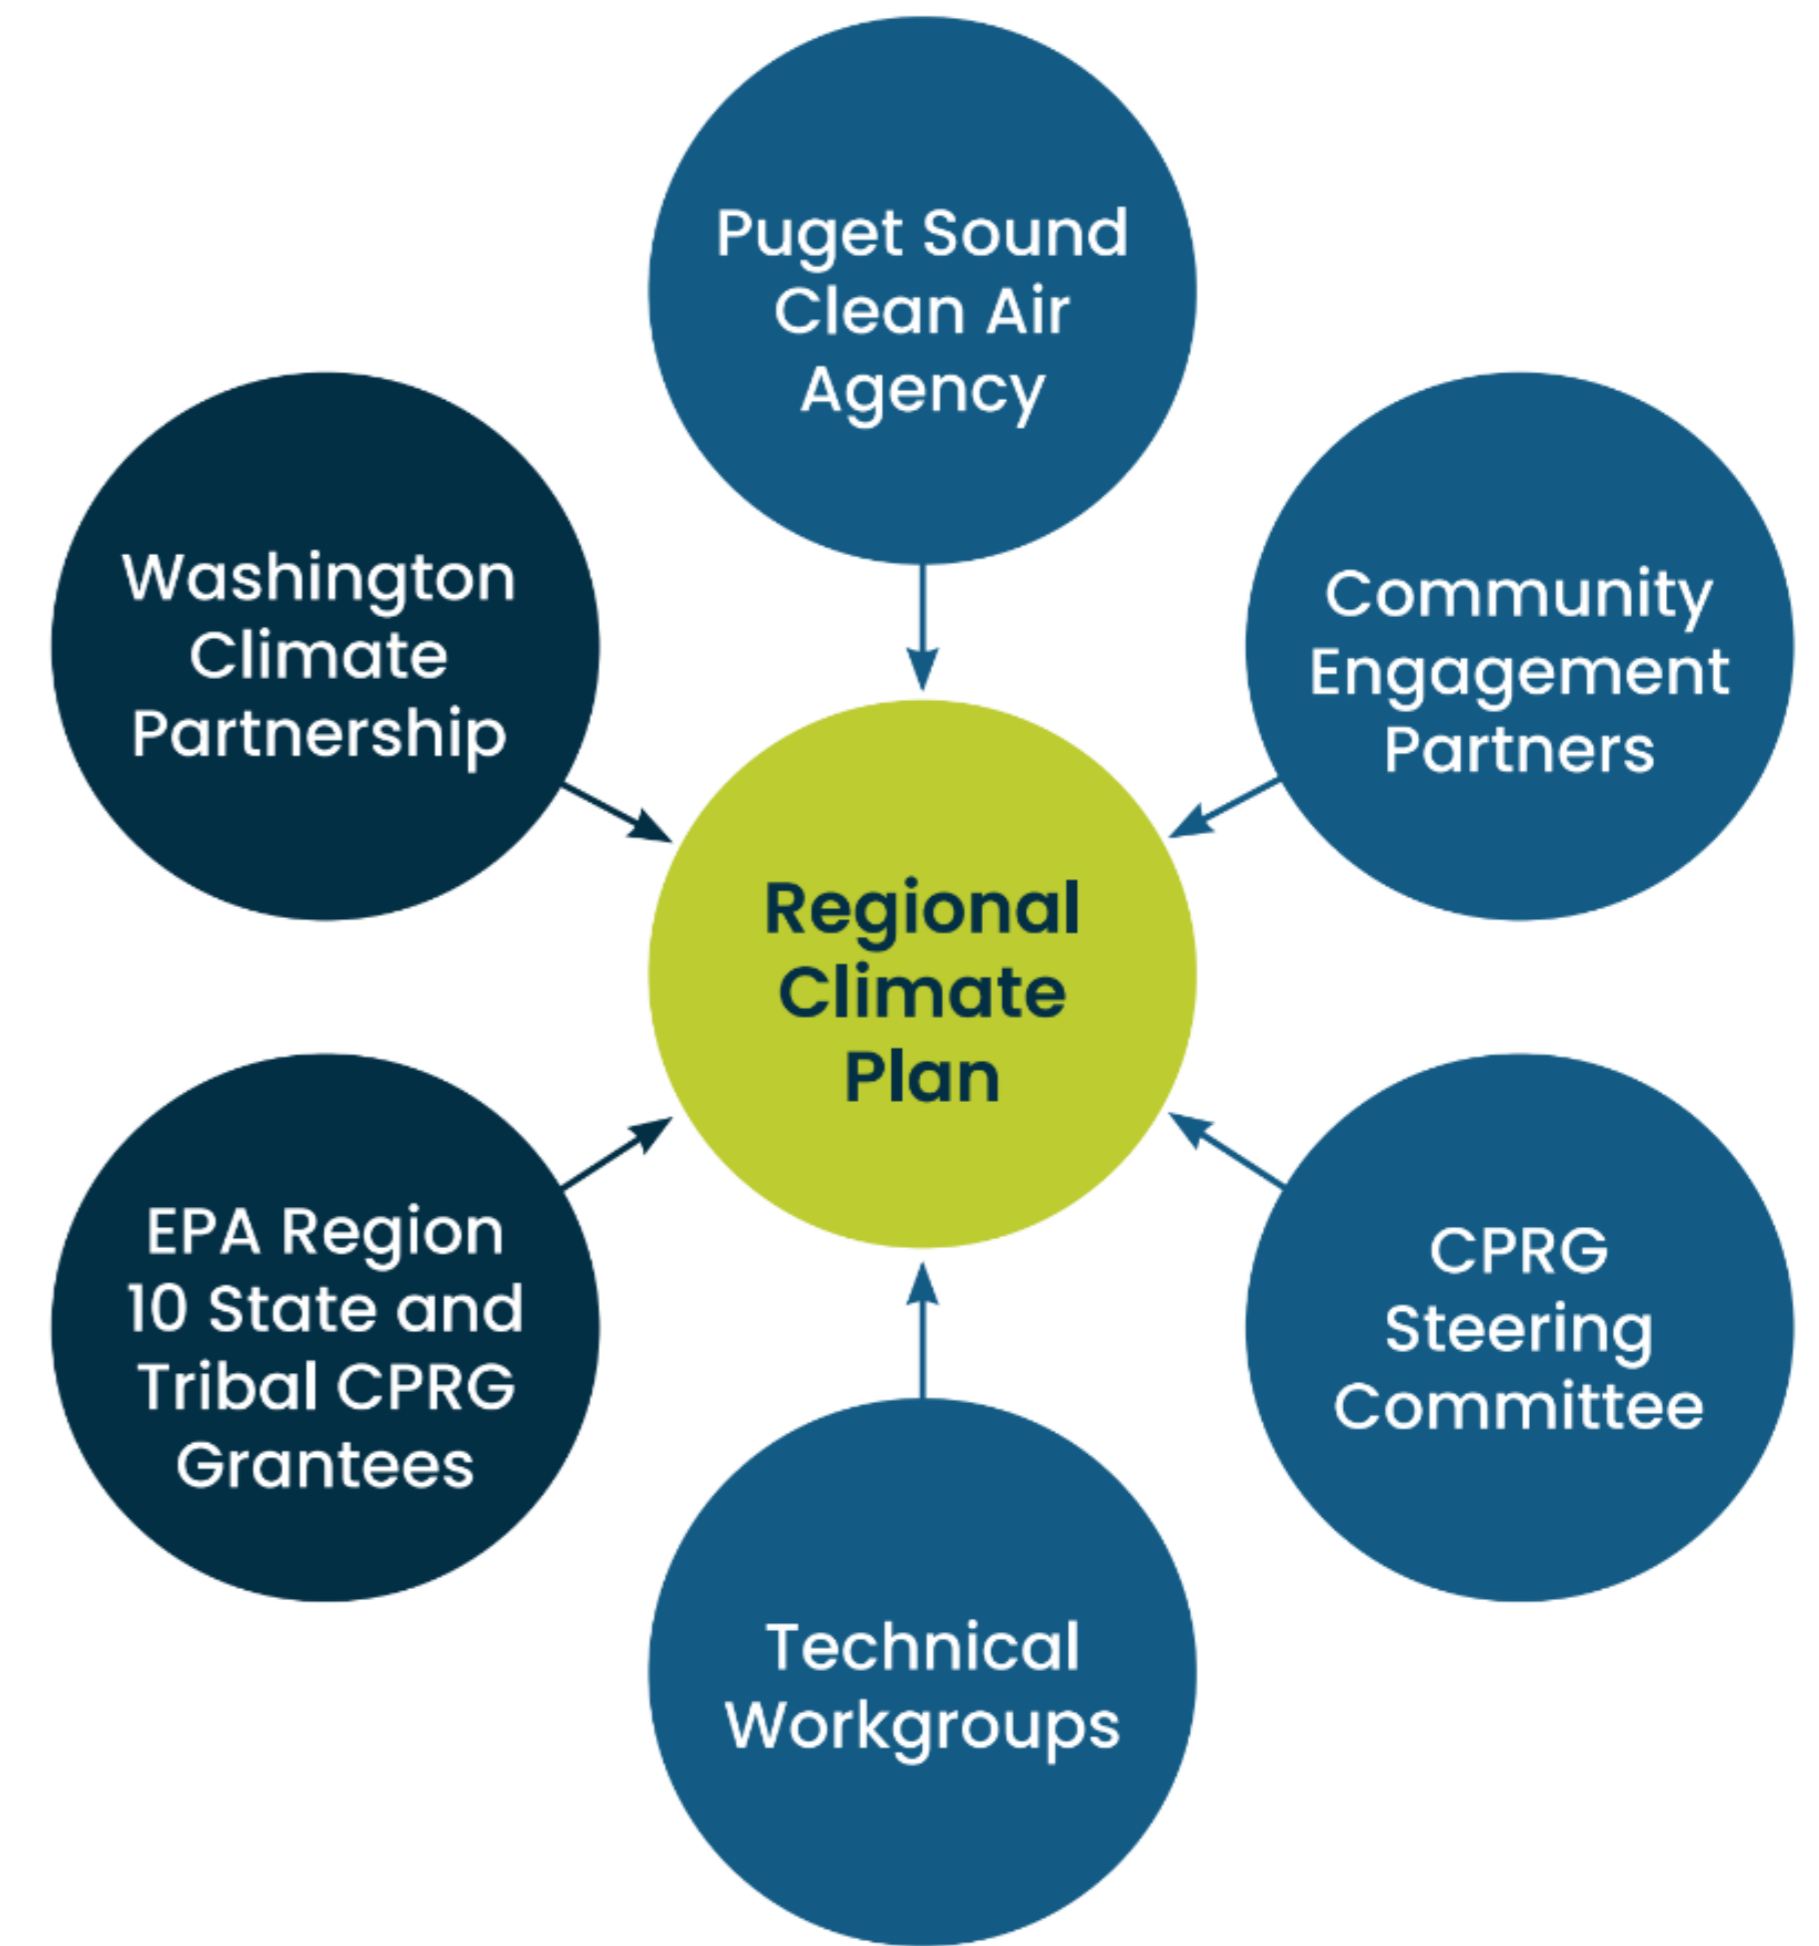 Puget Sound
Clean Air
Agency
Washington
Climate
Partnership
Community
Engagement
Partners
Regional
Climate
Plan
EPA Region
10 State and
Tribal CPRG
Grantees
CPRG
Steering
Committee
Technical
Workgroups